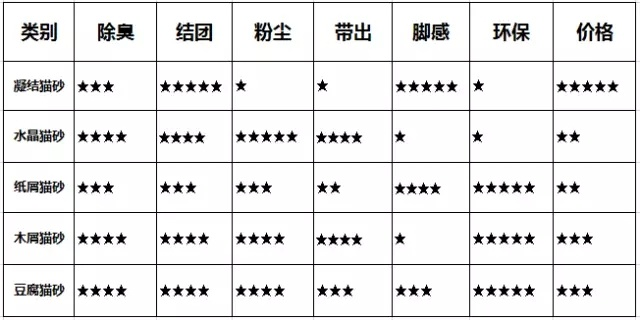 类别 除臭 结团 粉尘 带出 脚感 环保 价格
凝结猫砂 ★★★ ★★★★★ ★ ★ ★★★★★ ★ ★★★★★
水晶猫砂 ★★★★ ★★★★ ★★★★★ ★★★★ ★ ★ ★★
纸屑猫砂 ★★★ ★★★ ★★★ ★★ ★★★★ ★★★★★ ★★
木屑猫砂 ★★★★ ★★★★ ★★★★ ★★★★ ★ ★★★★★ ★★★
豆腐猫砂 ★★★★ ★★★★ ★★★★ ★★★ ★★★ ★★★★★ ★★★